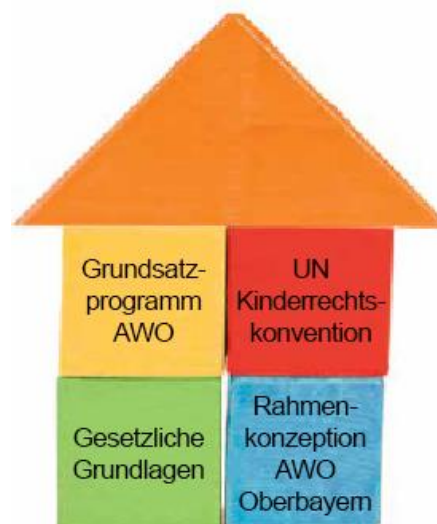 Grundsatz-
programm
AWO
UN
Kinderrechts-
konvention
Gesetzliche
Grundlagen
Rahmen-
konzeption
AWO
Oberbayern